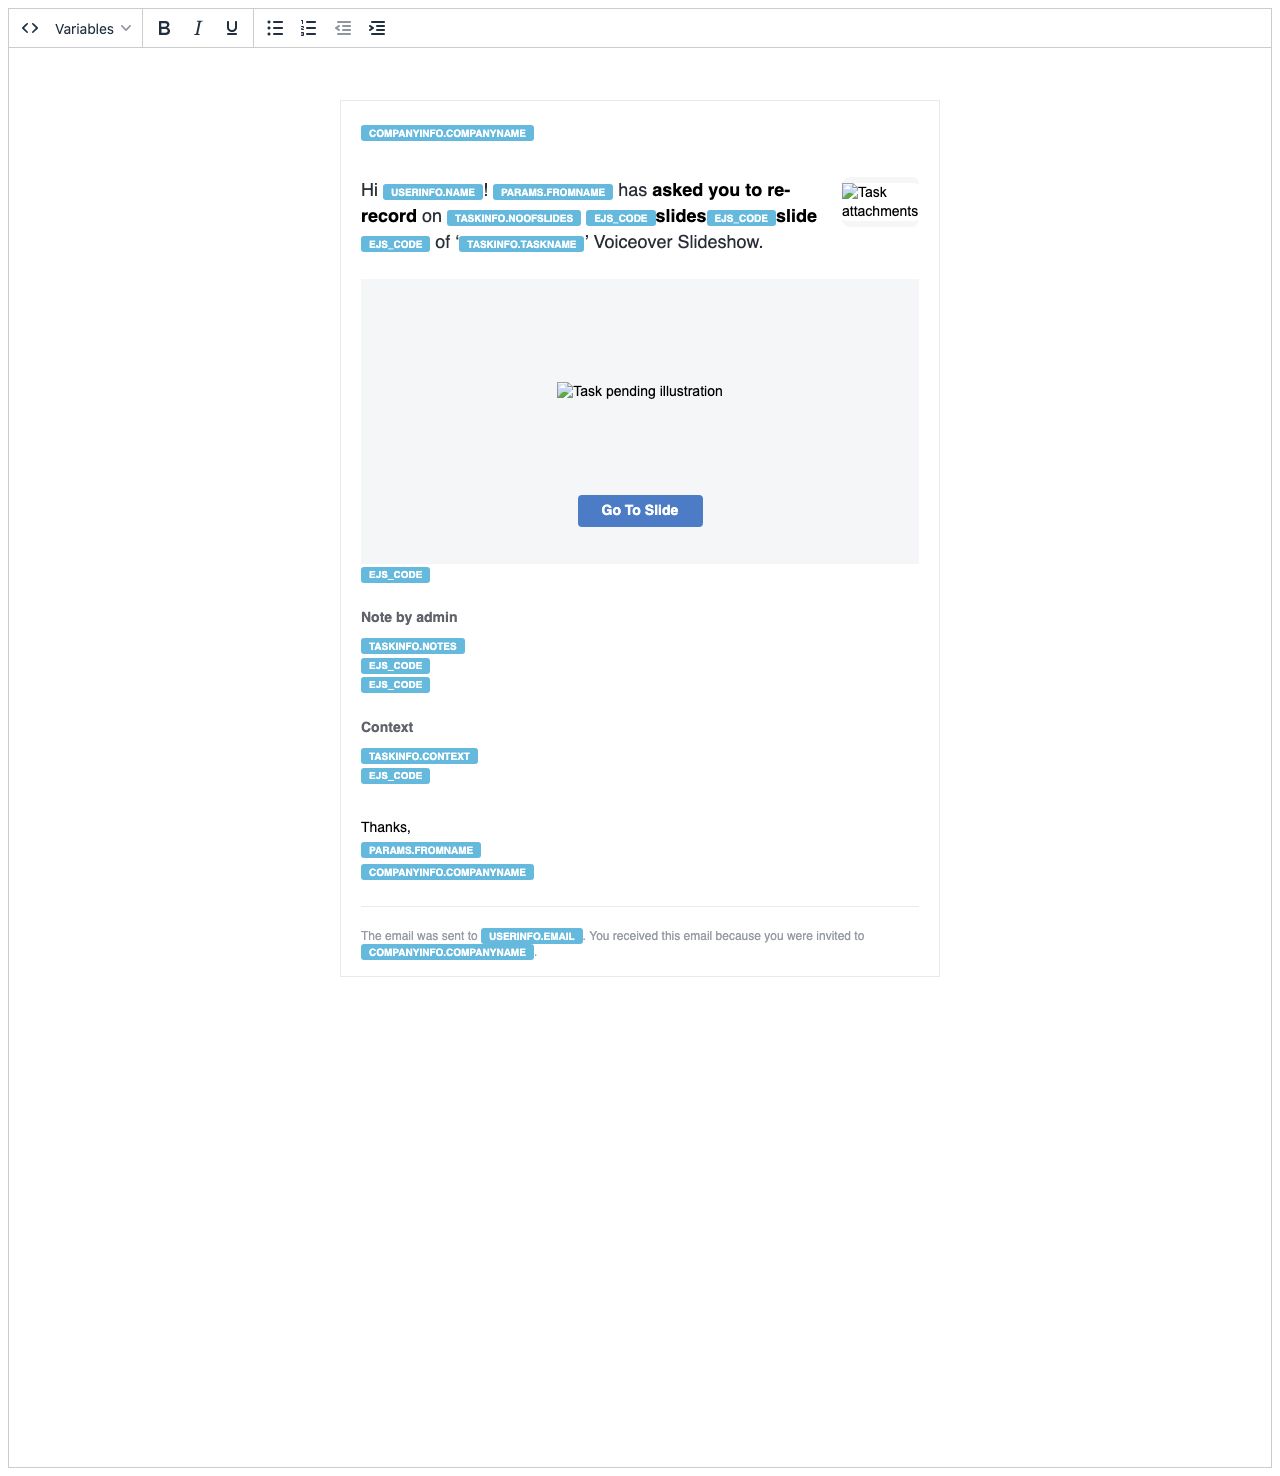 Variables
COMPANYINFO.COMPANYNAME
Hi USERINFO.NAME! PARAMS.FROMNAME has asked you to re-
record on TASKINFO.NOOFSLIDES EJS_CODE slides EJS_CODE slide
EJS_CODE of ‘TASKINFO.TASKNAME’ Voiceover Slideshow.
Task
attachments
Task pending illustration
Go To Slide
EJS_CODE
Note by admin
TASKINFO.NOTES
EJS_CODE
EJS_CODE
Context
TASKINFO.CONTEXT
EJS_CODE
Thanks,
PARAMS.FROMNAME
COMPANYINFO.COMPANYNAME
The email was sent to USERINFO.EMAIL. You received this email because you were invited to
COMPANYINFO.COMPANYNAME.